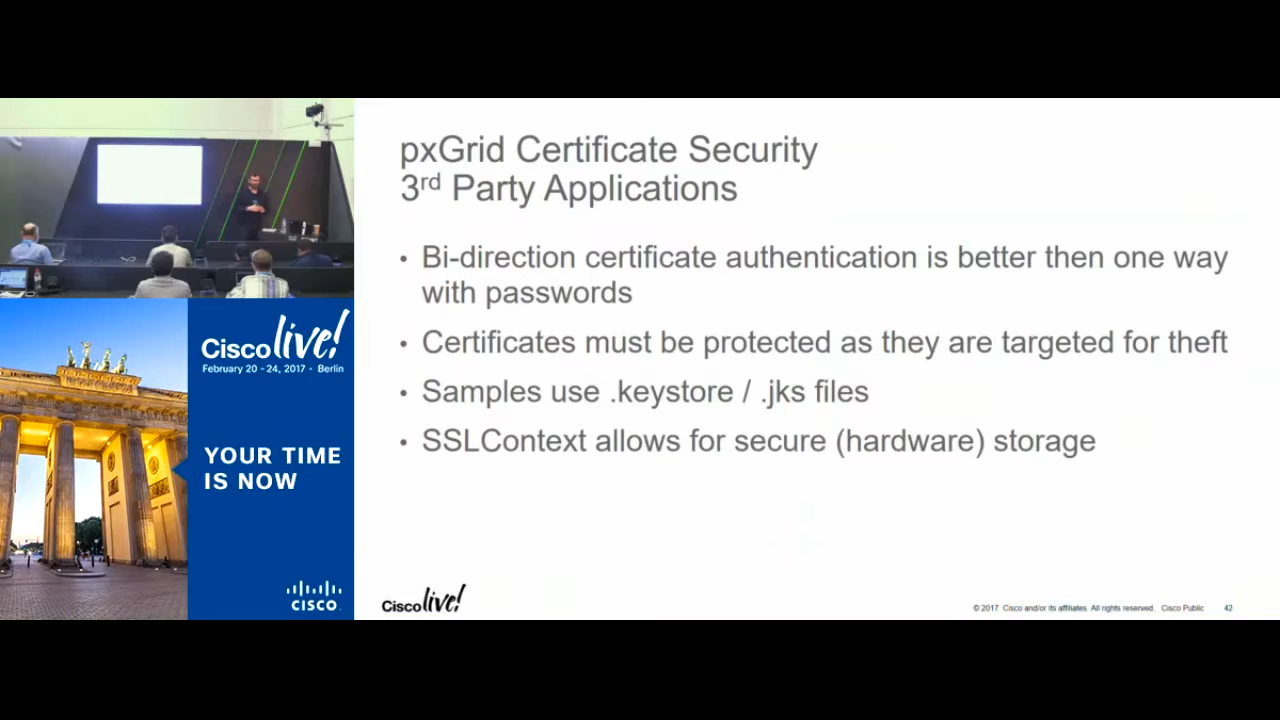 pxGrid Certificate Security
3rd Party Applications
• Bi-direction certificate authentication is better then one way
with passwords
• Certificates must be protected as they are targeted for theft
• Samples use .keystore / .jks files
• SSLContext allows for secure (hardware) storage
Cisco live!
February 20 - 24, 2017 • Berlin
YOUR TIME
IS NOW
CISCO.
Cisco live!
© 2017 Cisco and/or its affiliates. All rights reserved. Cisco Public 42